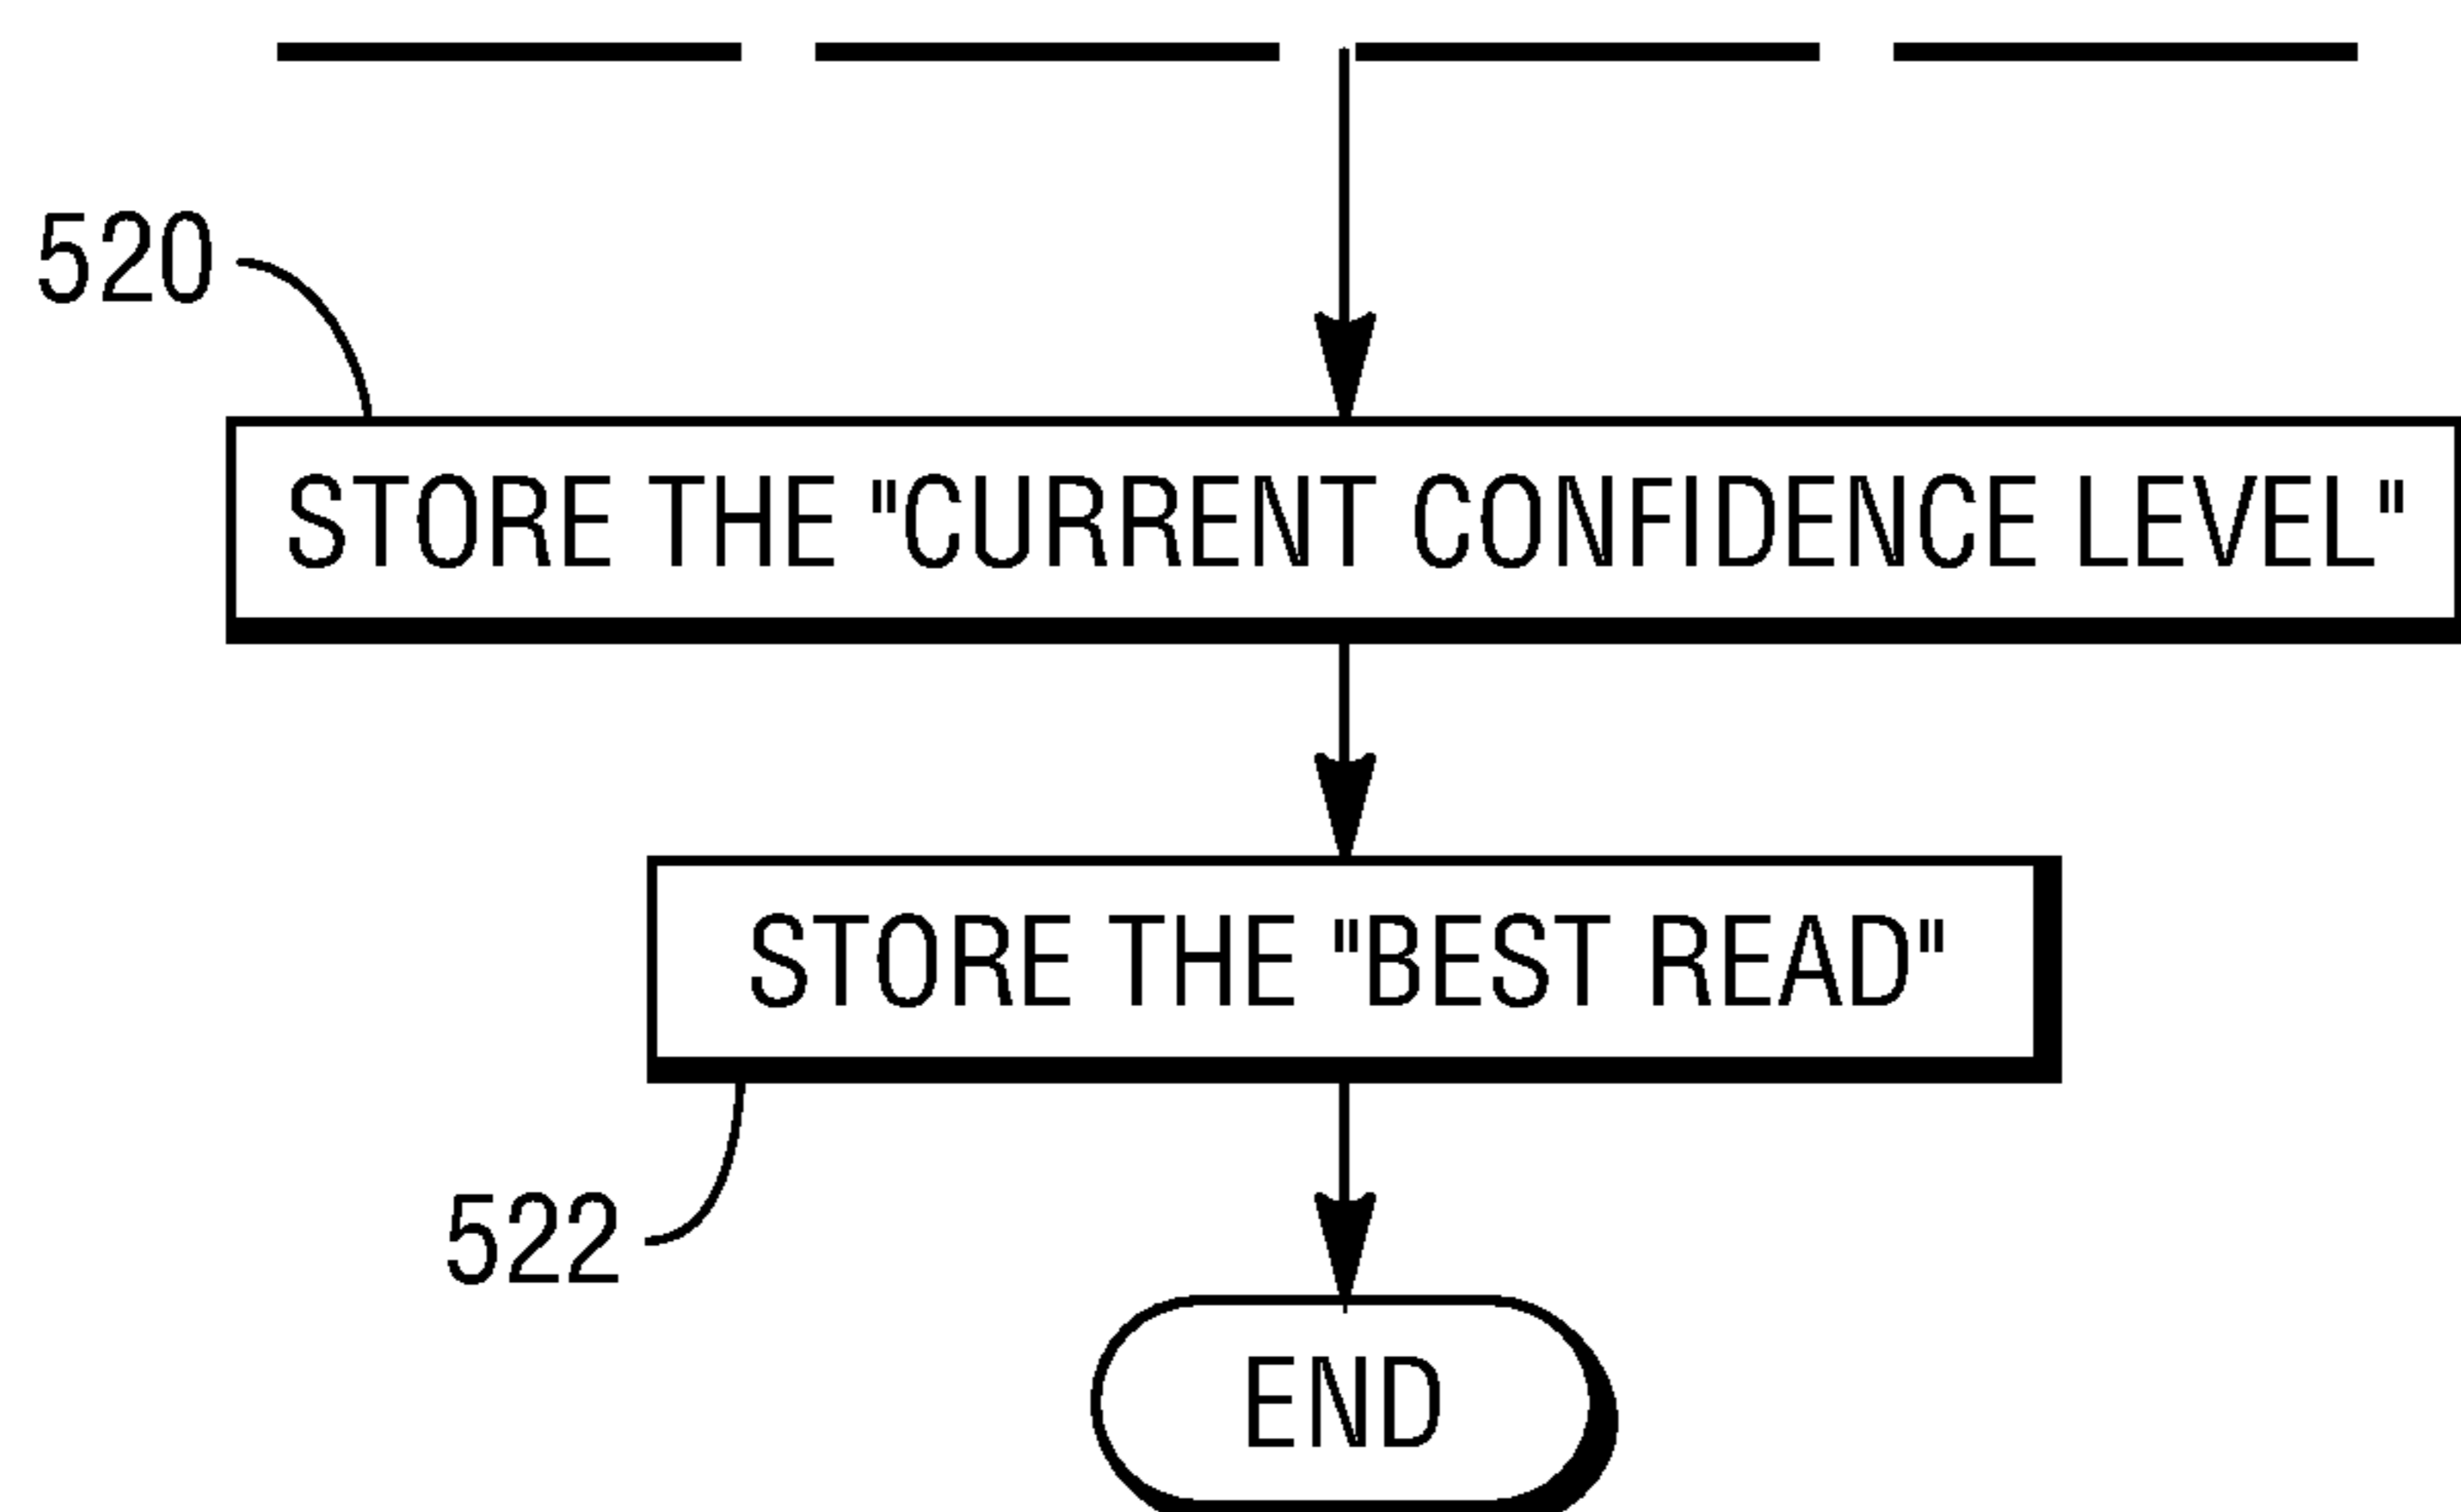 520
STORE THE "CURRENT CONFIDENCE LEVEL"
STORE THE "BEST READ"
522
END